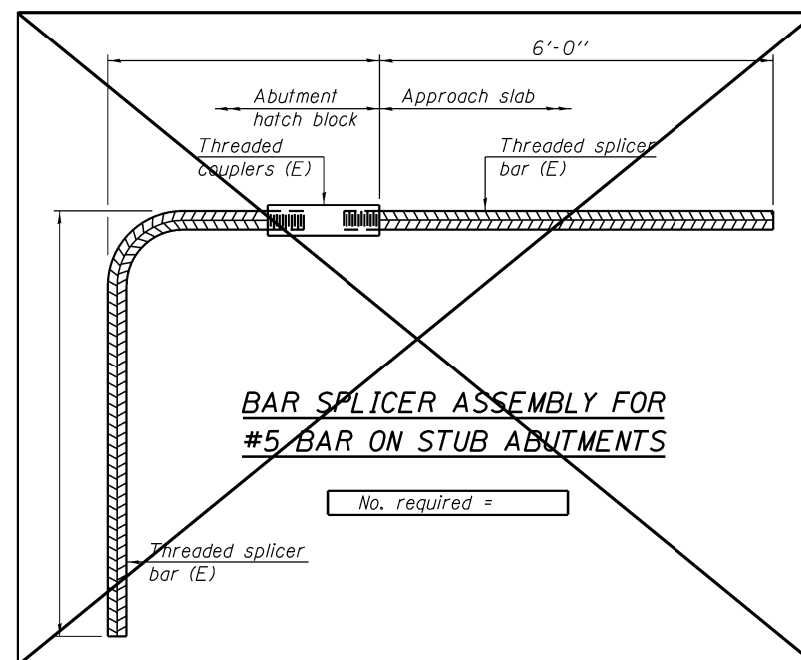 6'-0''
Abutment
hatch block
Approach slab
Threaded
couplers (E)
Threaded splicer
bar (E)
BAR SPLICER ASSEMBLY FOR
#5 BAR ON STUB ABUTMENTS
No. required =
Threaded splicer
bar (E)